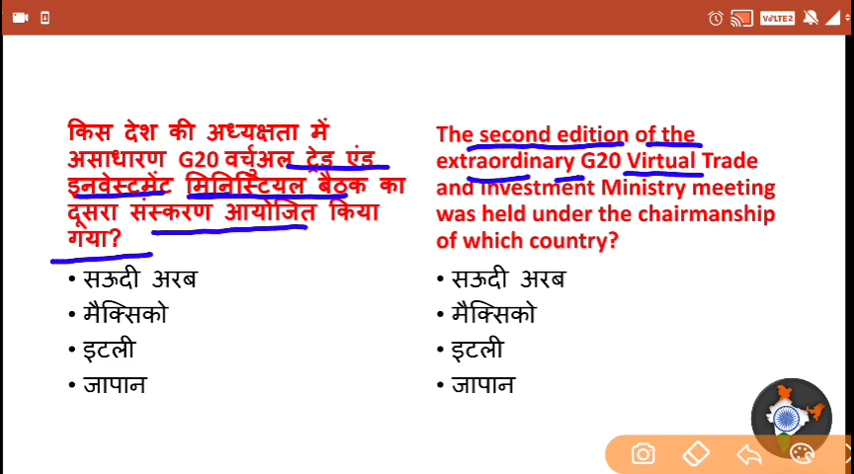 VoLTE2
किस देश की अध्यक्षता में
असाधारण G20 वर्चुअल ट्रेड एंड
इनवेस्टमेंट मिनिस्टियल बैठक का
दूसरा संस्करण आयोजित किया
गया?
• सऊदी अरब
• मैक्सिको
• इटली
• जापान
The second edition of the
extraordinary G20 Virtual Trade
and Investment Ministry meeting
was held under the chairmanship
of which country?
• सऊदी अरब
• मैक्सिको
• इटली
• जापान